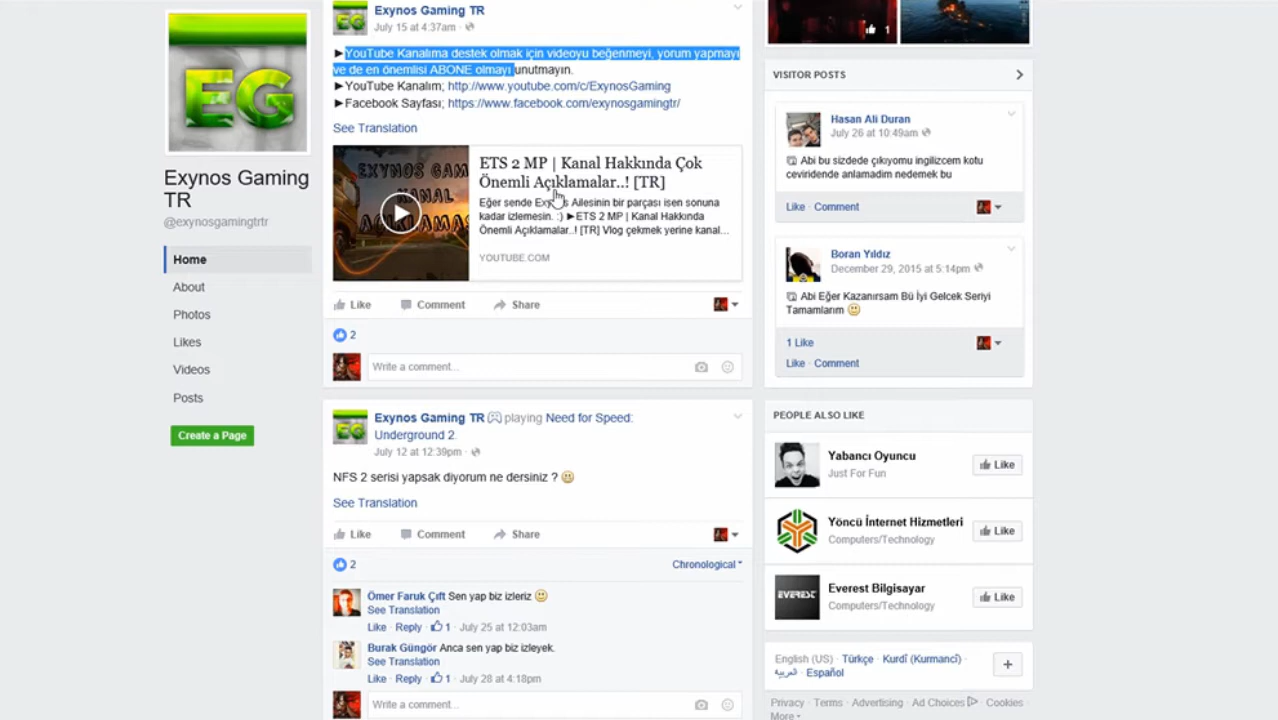 EG
Exynos Gaming
TR
@exynosgamingtrtr
Home
About
Photos
Likes
Videos
Posts
Create a Page
EG
Exynos Gaming TR
July 15 at 4:37am ·
►YouTube Kanalıma destek olmak için videoyu beğenmeyi, yorum yapmayı
ve de en önemlisi ABONE olmayı unutmayın.
►YouTube Kanalım; http://www.youtube.com/c/ExynosGaming
►Facebook Sayfası; https://www.facebook.com/exynosgamingtr/
See Translation
EXYNOS GAM
KANAL
AÇIKLAMAS
ETS 2 MP | Kanal Hakkında Çok
Önemli Açıklamalar..! [TR]
Eğer sende Exynos Ailesinin bir parçası isen sonuna
kadar izlemesin. :) ►ETS 2 MP | Kanal Hakkında
Önemli Açıklamalar..! [TR] Vlog çekmek yerine kanal...
YOUTUBE.COM
Like Comment Share
2
Write a comment...
EG
Exynos Gaming TR playing Need for Speed:
Underground 2.
July 12 at 12:39pm ·
NFS 2 serisi yapsak diyorum ne dersiniz ?
See Translation
Like Comment Share
2 Chronological
Ömer Faruk Çıft Sen yap biz izleriz
See Translation
Like · Reply · 1 · July 25 at 12:03am
Burak Güngör Anca sen yap biz izleyek.
See Translation
Like · Reply · 1 · July 28 at 4:18pm
Write a comment...
1
VISITOR POSTS
Hasan Ali Duran
July 26 at 10:49am
Abi bu sizdede çıkıyomu ingilizcem kotu
ceviridende anlamadim nedemek bu
Like · Comment
Boran Yıldız
December 29, 2015 at 5:14pm
Abi Eğer Kazanırsam Bü İyi Gelcek Seriyi
Tamamlarım
1 Like
Like · Comment
PEOPLE ALSO LIKE
Yabancı Oyuncu
Just For Fun
Like
Yöncü İnternet Hizmetleri
Computers/Technology
Like
EVEREST
Everest Bilgisayar
Computers/Technology
Like
English (US) · Türkçe · Kurdî (Kurmancî) ·
العربية · Español
+
Privacy · Terms · Advertising · Ad Choices · Cookies ·
More